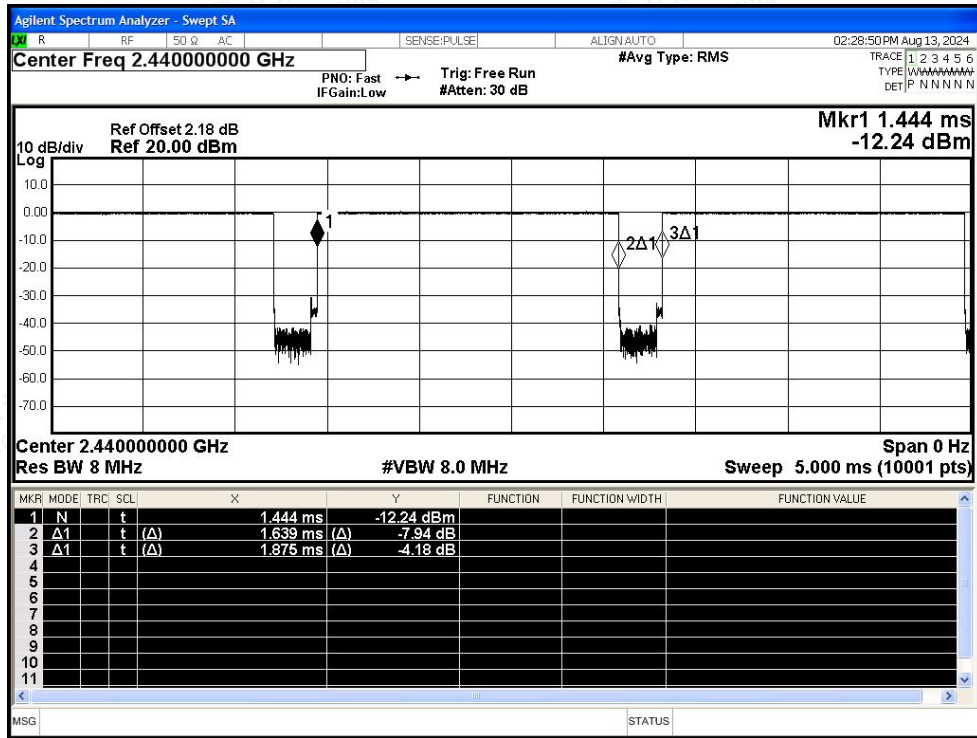 Agilent Spectrum Analyzer - Swept SA
LXI R RF 50 Ω AC SENSE:PULSE ALIGN AUTO 02:28:50 PM Aug 13, 2024
Center Freq 2.440000000 GHz
PNO: Fast
IFGain:Low
Trig: Free Run
#Atten: 30 dB
#Avg Type: RMS
TRACE 1 2 3 4 5 6
TYPE WWWWWW
DET P N N N N N
Ref Offset 2.18 dB
Ref 20.00 dBm
10 dB/div
Log
Mkr1 1.444 ms
-12.24 dBm
10.0
0.00
-10.0
-20.0
-30.0
-40.0
-50.0
-60.0
-70.0
1
2Δ1
3Δ1
Center 2.440000000 GHz Span 0 Hz
Res BW 8 MHz #VBW 8.0 MHz Sweep 5.000 ms (10001 pts)
MKR MODE TRC SCL X Y FUNCTION FUNCTION WIDTH FUNCTION VALUE
1 N t 1.444 ms -12.24 dBm
2 Δ1 t (Δ) 1.639 ms (Δ) -7.94 dB
3 Δ1 t (Δ) 1.875 ms (Δ) -4.18 dB
4
5
6
7
8
9
10
11
MSG STATUS